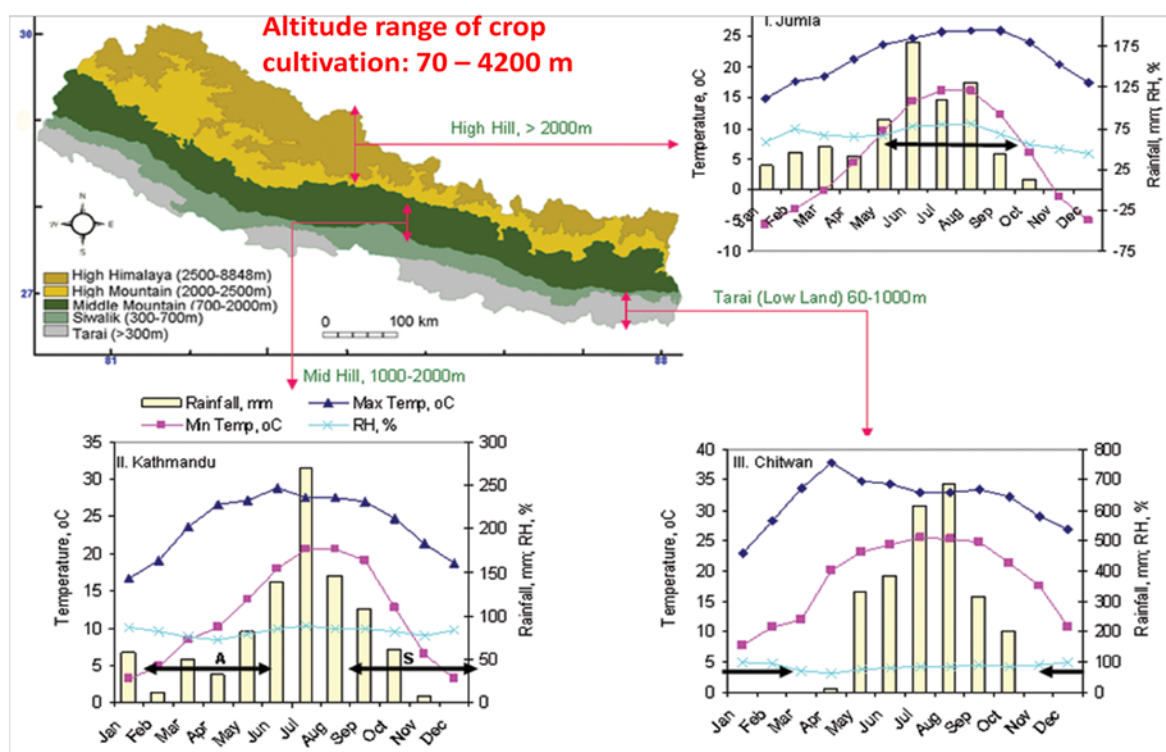 Altitude range of crop
cultivation: 70 – 4200 m
30
27
81
88
N
W
E
S
High Hill, > 2000m
High Himalaya (2500-8848m)
High Mountain (2000-2500m)
Middle Mountain (700-2000m)
Siwalik (300-700m)
Tarai (>300m)
0 100 km
Tarai (Low Land) 60-1000m
Mid Hill, 1000-2000m
I. Jumla
Temperature, oC
25
20
15
10
5
0
-5
-10
Rainfall, mm; RH, %
175
125
75
25
-25
-75
Jan Feb Mar Apr May Jun Jul Aug Sep Oct Nov Dec
Rainfall, mm Max Temp, oC
Min Temp, oC RH, %
II. Kathmandu
Temperature, oC
35
30
25
20
15
10
5
0
Rainfall, mm; RH, %
300
250
200
150
100
50
0
A S
Jan Feb Mar Apr May Jun Jul Aug Sep Oct Nov Dec
III. Chitwan
Temperature, oC
40
35
30
25
20
15
10
5
0
Rainfall, mm; RH, %
800
700
600
500
400
300
200
100
0
Jan Feb Mar Apr May Jun Jul Aug Sep Oct Nov Dec